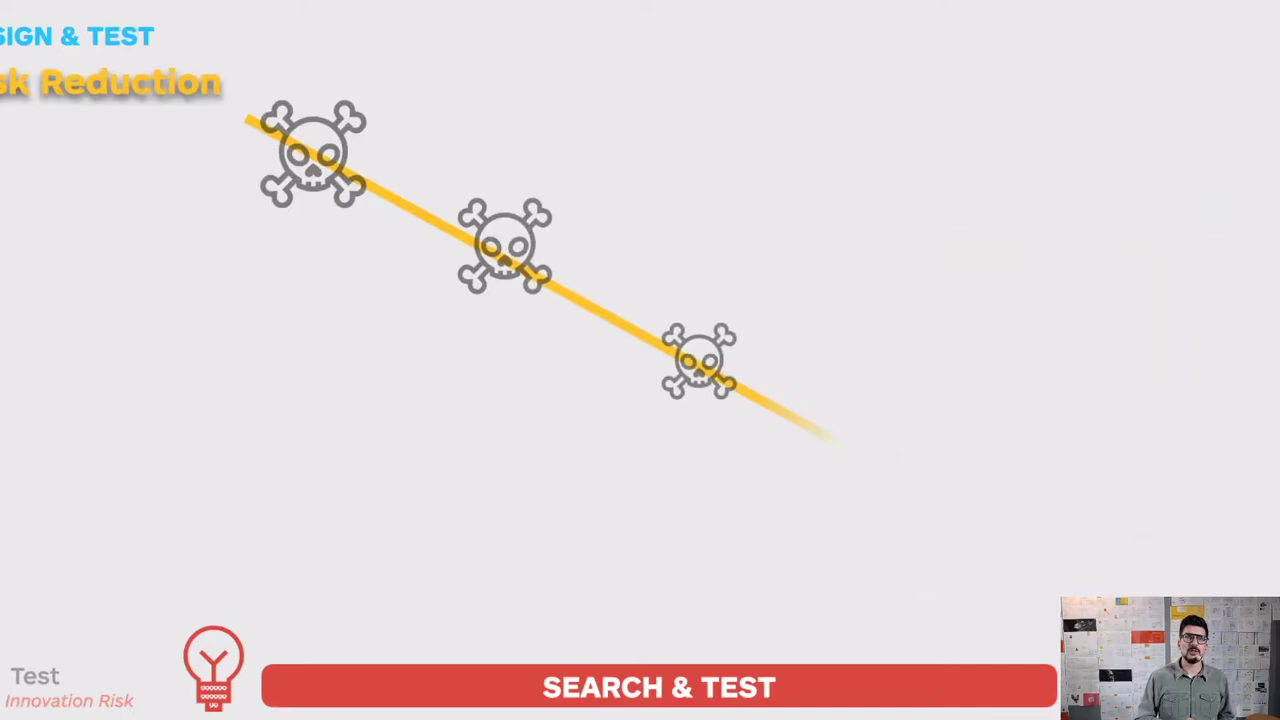 SIGN & TEST
sk Reduction
Test
Innovation Risk
SEARCH & TEST